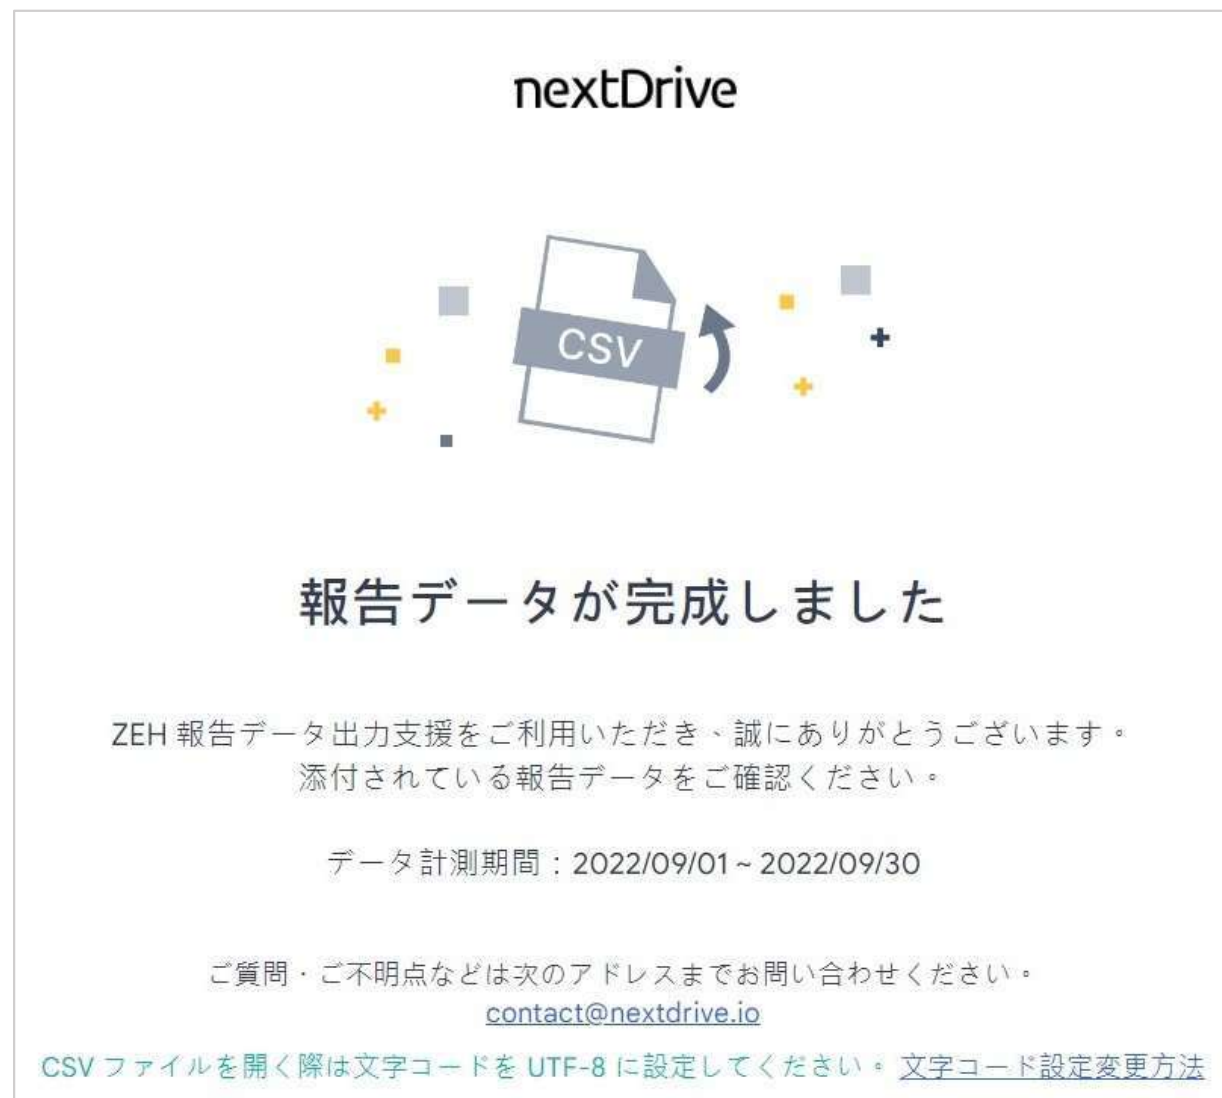 nextDrive
CSV
報告データが完成しました
ZEH 報告データ出力支援をご利用いただき、誠にありがとうございます。
添付されている報告データをご確認ください。
データ計測期間：2022/09/01 ~ 2022/09/30
ご質問・ご不明点などは次のアドレスまでお問い合わせください。
contact@nextdrive.io
CSV ファイルを開く際は文字コードを UTF-8 に設定してください。 文字コード設定変更方法